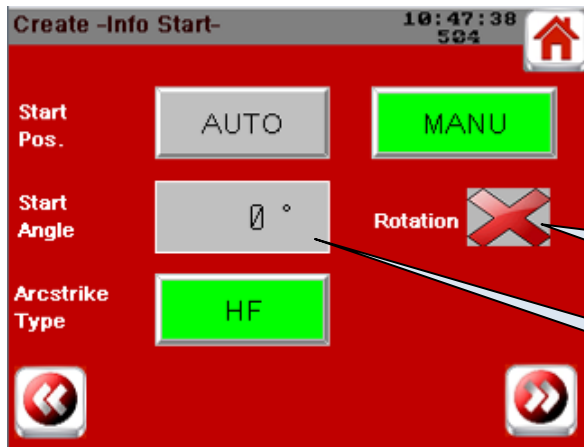 Create -Info Start-
10:47:38
504
Start
Pos.
AUTO
MANU
Start
Angle
0 °
Rotation
Arcstrike
Type
HF